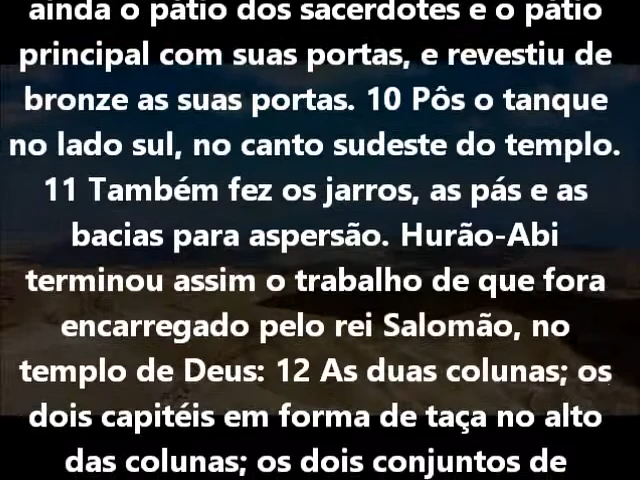 ainda o pátio dos sacerdotes e o pátio
principal com suas portas, e revestiu de
bronze as suas portas. 10 Pôs o tanque
no lado sul, no canto sudeste do templo.
11 Também fez os jarros, as pás e as
bacias para aspersão. Hurão-Abi
terminou assim o trabalho de que fora
encarregado pelo rei Salomão, no
templo de Deus: 12 As duas colunas; os
dois capitéis em forma de taça no alto
das colunas; os dois conjuntos de